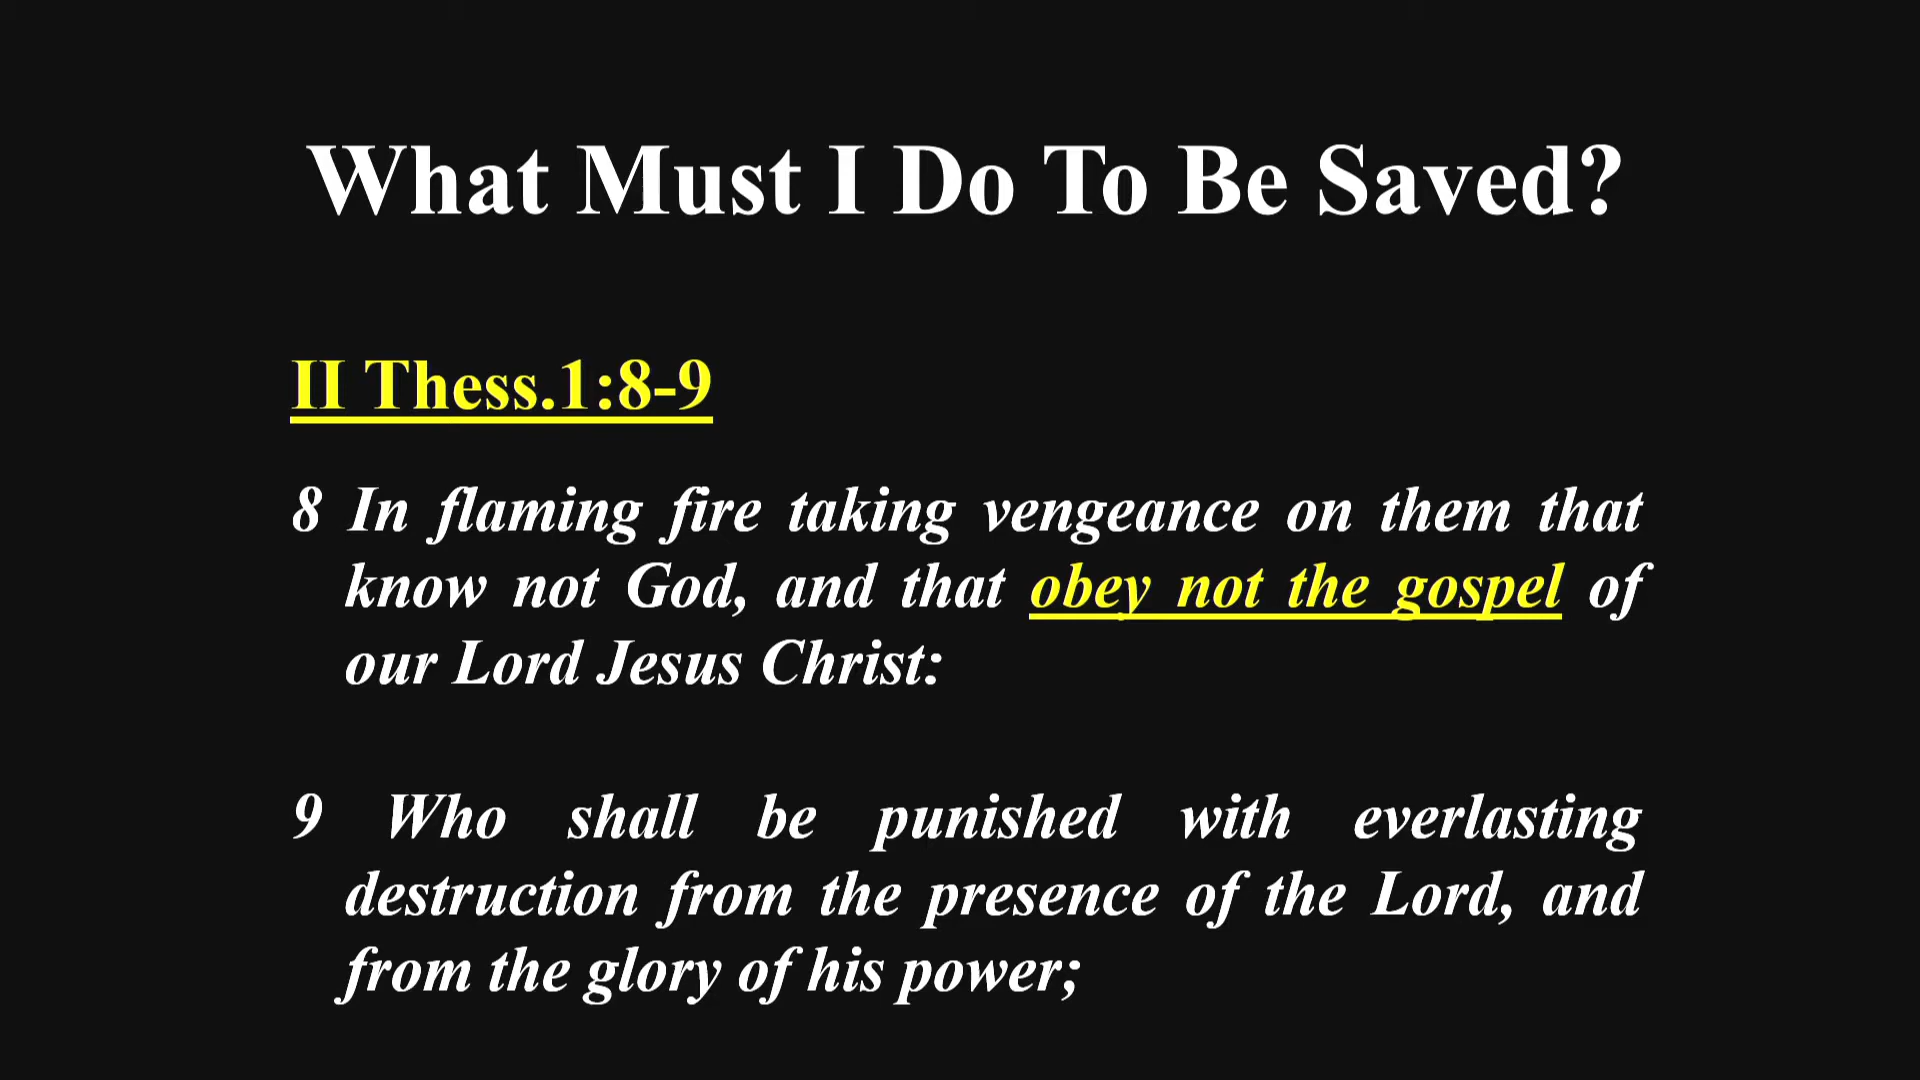 What Must I Do To Be Saved?
II Thess.1:8-9
8 In flaming fire taking vengeance on them that
know not God, and that obey not the gospel of
our Lord Jesus Christ:
9 Who shall be punished with everlasting
destruction from the presence of the Lord, and
from the glory of his power;